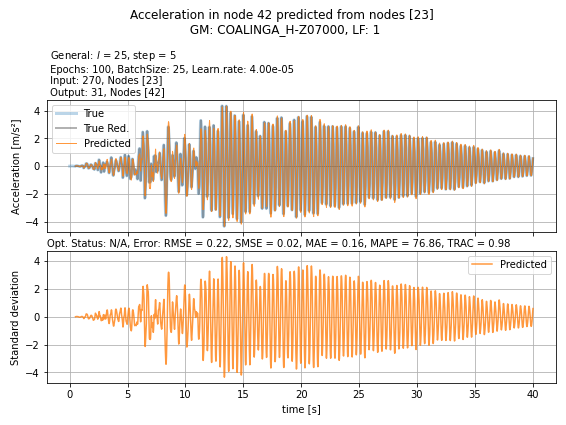 Acceleration in node 42 predicted from nodes [23]
GM: COALINGA_H-Z07000, LF: 1
General: l = 25, step = 5
Epochs: 100, BatchSize: 25, Learn.rate: 4.00e-05
Input: 270, Nodes [23]
Output: 31, Nodes [42]
Acceleration [m/s²]
4
2
0
−2
−4
True
True Red.
Predicted
Opt. Status: N/A, Error: RMSE = 0.22, SMSE = 0.02, MAE = 0.16, MAPE = 76.86, TRAC = 0.98
Standard deviation
4
2
0
−2
−4
Predicted
0 5 10 15 20 25 30 35 40
time [s]